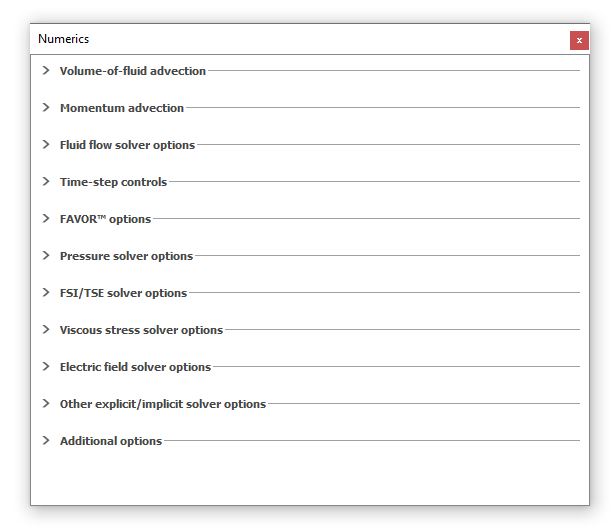 Numerics
x
Volume-of-fluid advection
Momentum advection
Fluid flow solver options
Time-step controls
FAVOR™ options
Pressure solver options
FSI/TSE solver options
Viscous stress solver options
Electric field solver options
Other explicit/implicit solver options
Additional options